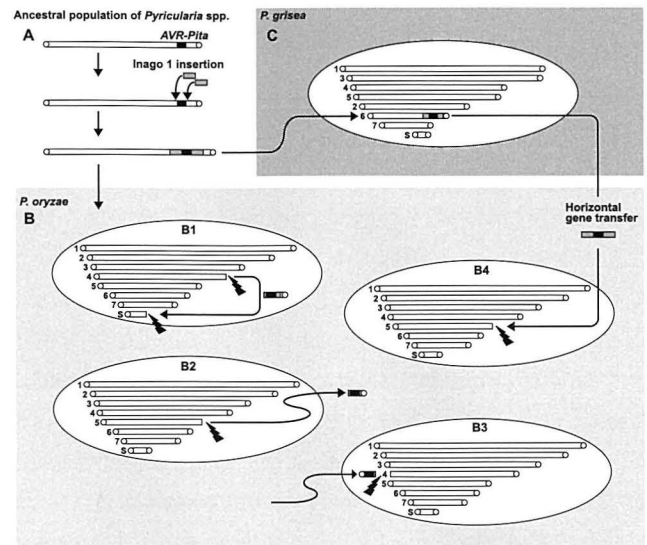 Ancestral population of Pyricularia spp.
A
AVR-Pita
Inago 1 insertion
P. grisea
C
1
3
4
5
2
6
7
S
Horizontal
gene transfer
P. oryzae
B
B1
1
2
3
4
5
6
7
S
B4
1
2
3
4
5
6
7
S
B2
1
2
3
4
5
6
7
S
B3
1
2
3
4
5
6
7
S